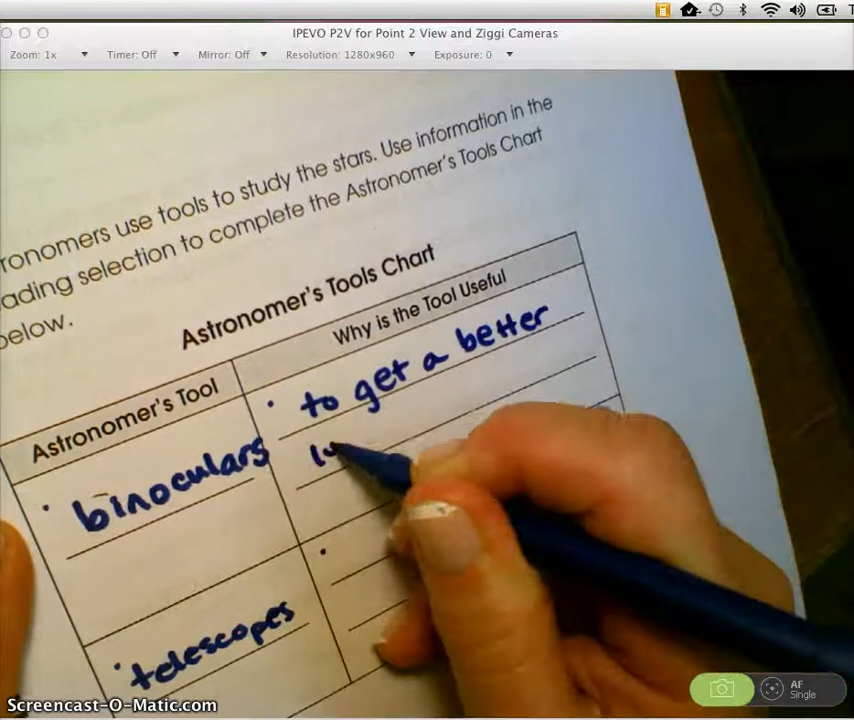 IPEVO P2V for Point 2 View and Ziggi Cameras
Zoom: 1x Timer: Off Mirror: Off Resolution: 1280x960 Exposure: 0
ronomers use tools to study the stars. Use information in the
ading selection to complete the Astronomer's Tools Chart
below.
Astronomer's Tools Chart
Astronomer's Tool
Why is the Tool Useful
• binoculars
• to get a better
• telescopes
•
AF
Single
Screencast-O-Matic.com